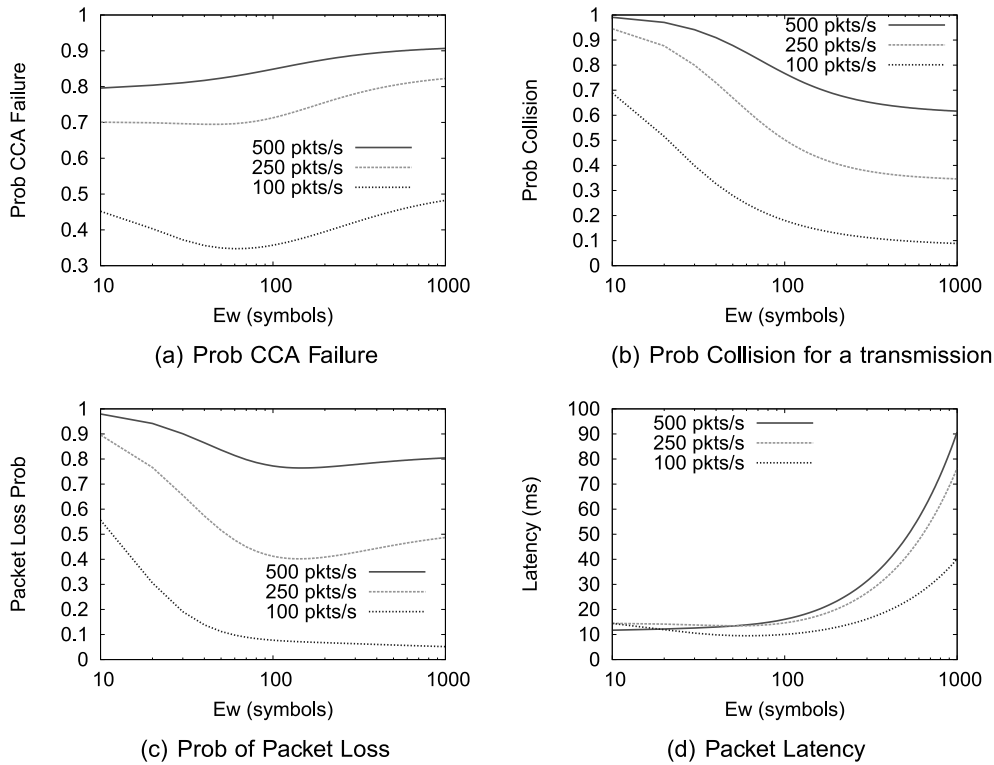 1
0.9
0.8
0.7
0.6
0.5
0.4
0.3
Prob CCA Failure
500 pkts/s
250 pkts/s
100 pkts/s
10 100 1000
Ew (symbols)
(a) Prob CCA Failure
1
0.9
0.8
0.7
0.6
0.5
0.4
0.3
0.2
0.1
0
Prob Collision
500 pkts/s
250 pkts/s
100 pkts/s
10 100 1000
Ew (symbols)
(b) Prob Collision for a transmission
1
0.9
0.8
0.7
0.6
0.5
0.4
0.3
0.2
0.1
0
Packet Loss Prob
500 pkts/s
250 pkts/s
100 pkts/s
10 100 1000
Ew (symbols)
(c) Prob of Packet Loss
100
90
80
70
60
50
40
30
20
10
0
Latency (ms)
500 pkts/s
250 pkts/s
100 pkts/s
10 100 1000
Ew (symbols)
(d) Packet Latency